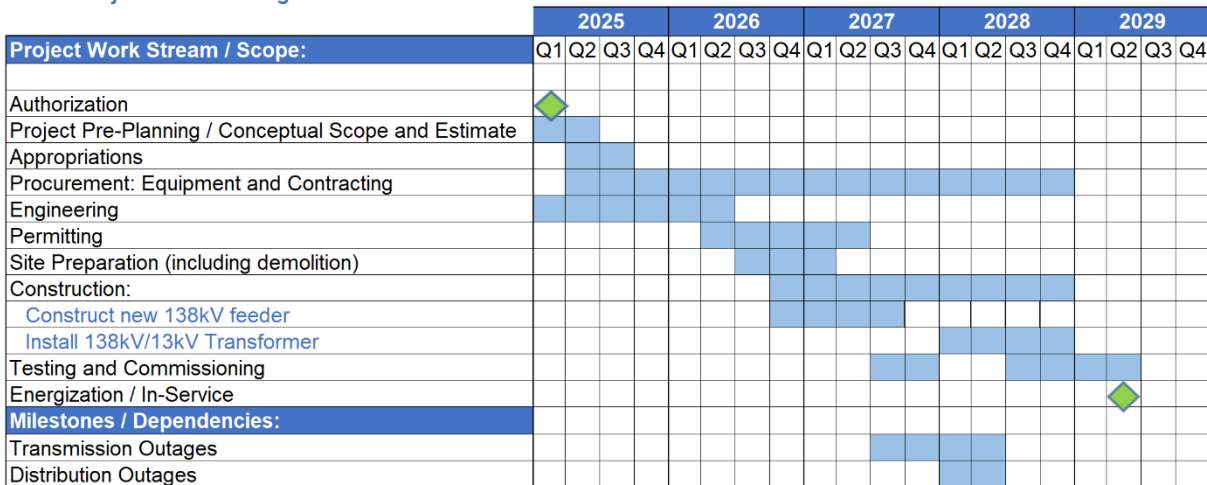 2025 2026 2027 2028 2029
Project Work Stream / Scope: Q1 Q2 Q3 Q4 Q1 Q2 Q3 Q4 Q1 Q2 Q3 Q4 Q1 Q2 Q3 Q4 Q1 Q2 Q3 Q4
Authorization
Project Pre-Planning / Conceptual Scope and Estimate
Appropriations
Procurement: Equipment and Contracting
Engineering
Permitting
Site Preparation (including demolition)
Construction:
Construct new 138kV feeder
Install 138kV/13kV Transformer
Testing and Commissioning
Energization / In-Service
Milestones / Dependencies:
Transmission Outages
Distribution Outages